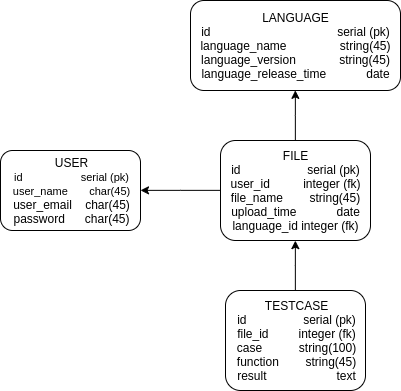 LANGUAGE
id serial (pk)
language_name string(45)
language_version string(45)
language_release_time date
USER
id serial (pk)
user_name char(45)
user_email char(45)
password char(45)
FILE
id serial (pk)
user_id integer (fk)
file_name string(45)
upload_time date
language_id integer (fk)
TESTCASE
id serial (pk)
file_id integer (fk)
case string(100)
function string(45)
result text